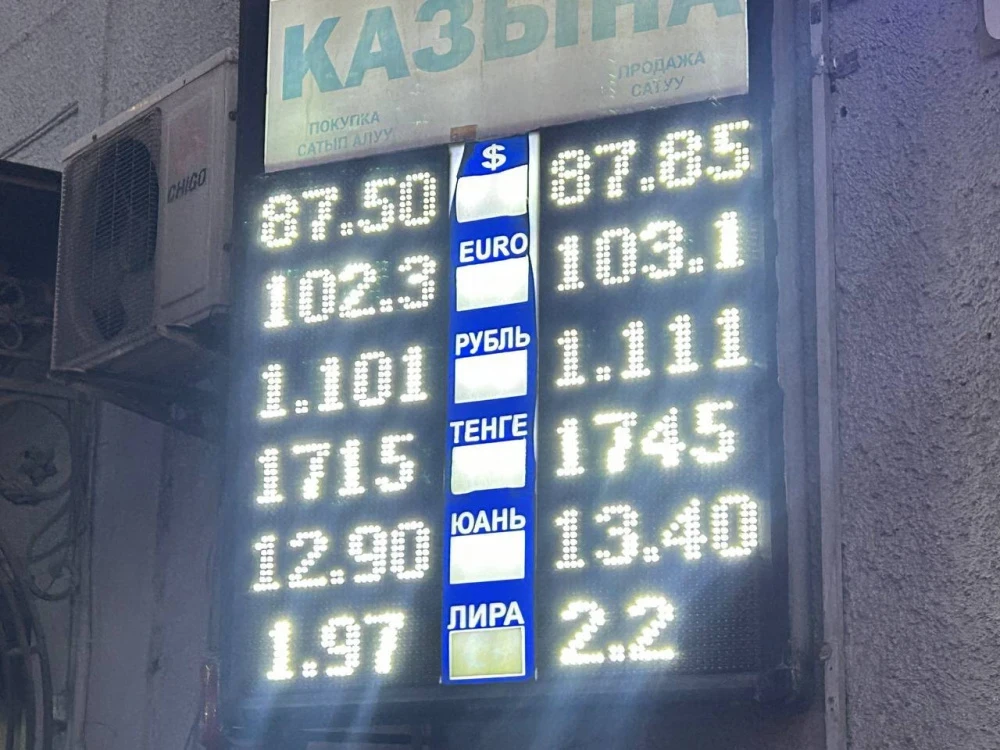 КАЗЫНА
ПОКУПКА
САТЫП АЛУУ
ПРОДАЖА
САТУУ
CHIGO
87.50 $ 87.85
102.3 EURO 103.1
1.101 РУБЛЬ 1.111
1715 ТЕНГЕ 1745
12.90 ЮАНЬ 13.40
1.97 ЛИРА 2.2